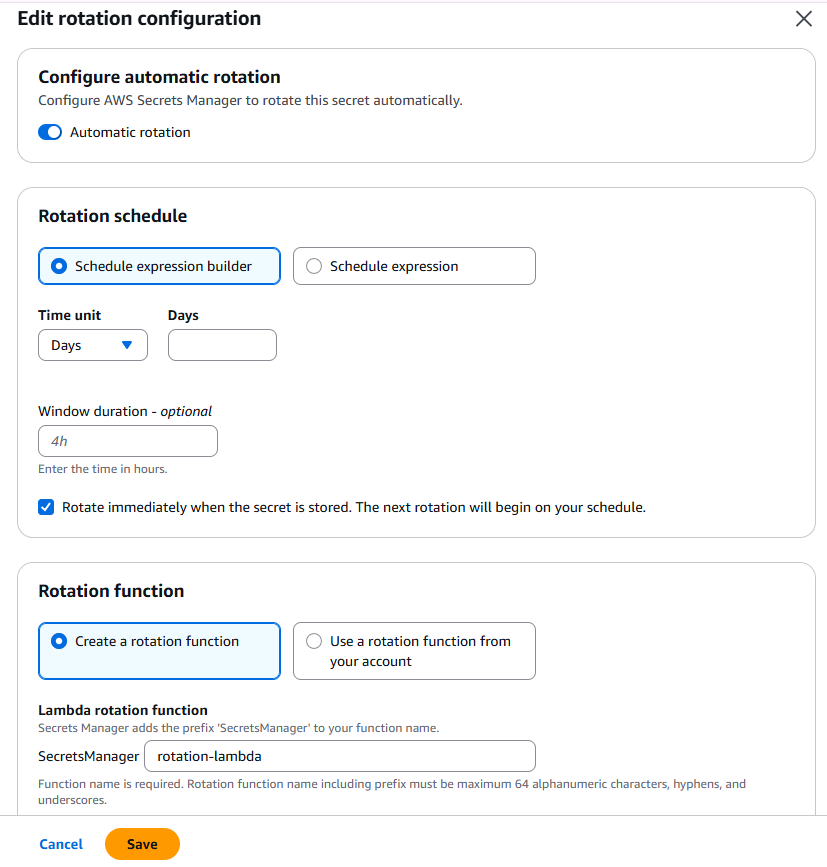 Edit rotation configuration
Configure automatic rotation
Configure AWS Secrets Manager to rotate this secret automatically.
Automatic rotation
Rotation schedule
Schedule expression builder
Schedule expression
Time unit
Days
Days
Window duration - optional
4h
Enter the time in hours.
Rotate immediately when the secret is stored. The next rotation will begin on your schedule.
Rotation function
Create a rotation function
Use a rotation function from
your account
Lambda rotation function
Secrets Manager adds the prefix 'SecretsManager' to your function name.
SecretsManager rotation-lambda
Function name is required. Rotation function name including prefix must be maximum 64 alphanumeric characters, hyphens, and
underscores.
Cancel
Save